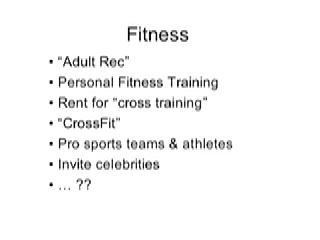 Fitness
• “Adult Rec”
• Personal Fitness Training
• Rent for “cross training”
• “CrossFit”
• Pro sports teams & athletes
• Invite celebrities
• … ??